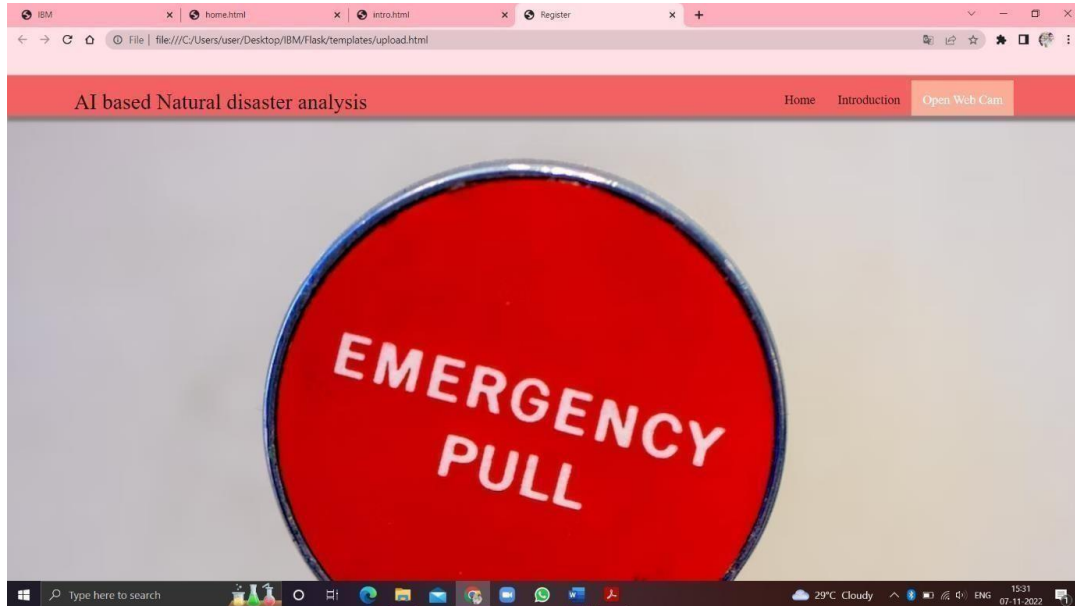 IBM
home.html
intro.html
Register
File | file:///C:/Users/user/Desktop/IBM/Flask/templates/upload.html
AI based Natural disaster analysis
Home Introduction Open Web Cam
EMERGENCY
PULL
Type here to search
29°C Cloudy
ENG
15:31
07-11-2022
1